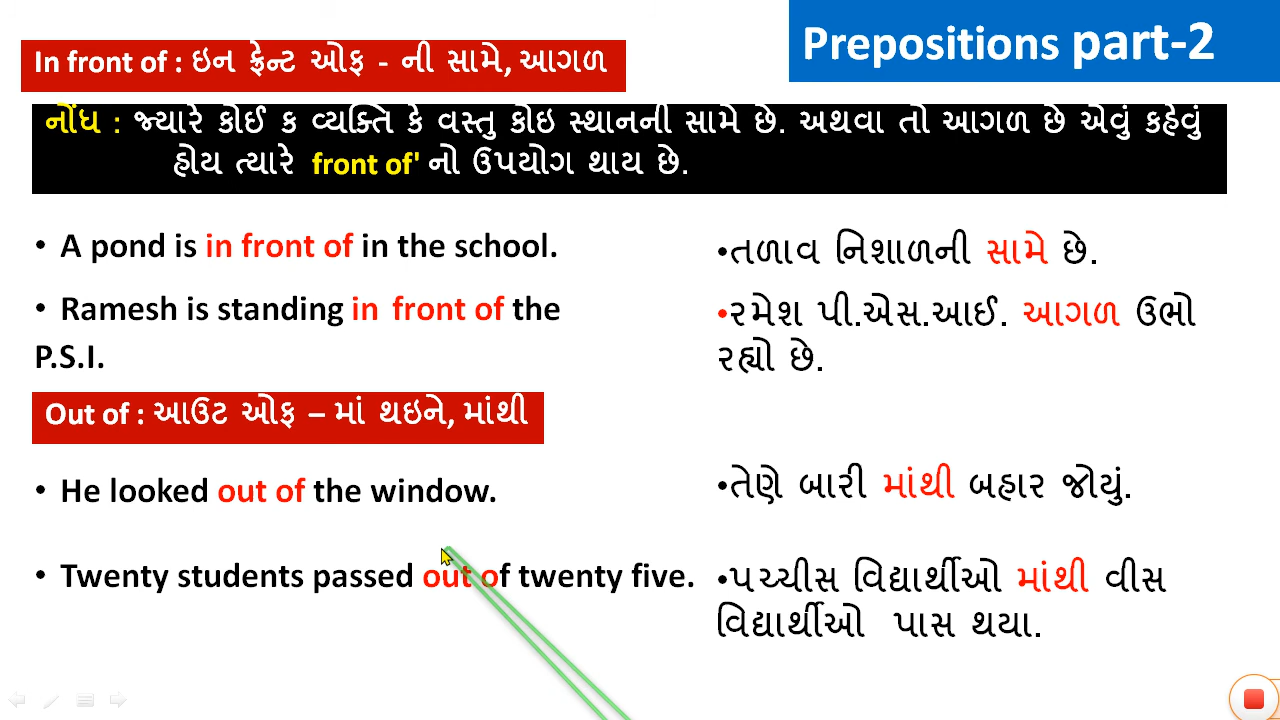 Prepositions part-2
In front of : ઇન ફ્રેન્ટ ઓફ - ની સામે, આગળ
નોંધ : જ્યારે કોઈ ક વ્યક્તિ કે વસ્તુ કોઇ સ્થાનની સામે છે. અથવા તો આગળ છે એવું કહેવું
હોય ત્યારે front of' નો ઉપયોગ થાય છે.
• A pond is in front of in the school.
•તળાવ નિશાળની સામે છે.
• Ramesh is standing in front of the
P.S.I.
•રમેશ પી.એસ.આઈ. આગળ ઉભો
રહ્યો છે.
Out of : આઉટ ઓફ – માં થઇને, માંથી
• He looked out of the window.
•તેણે બારી માંથી બહાર જોયું.
• Twenty students passed out of twenty five.
•પચ્ચીસ વિદ્યાર્થીઓ માંથી વીસ
વિદ્યાર્થીઓ પાસ થયા.